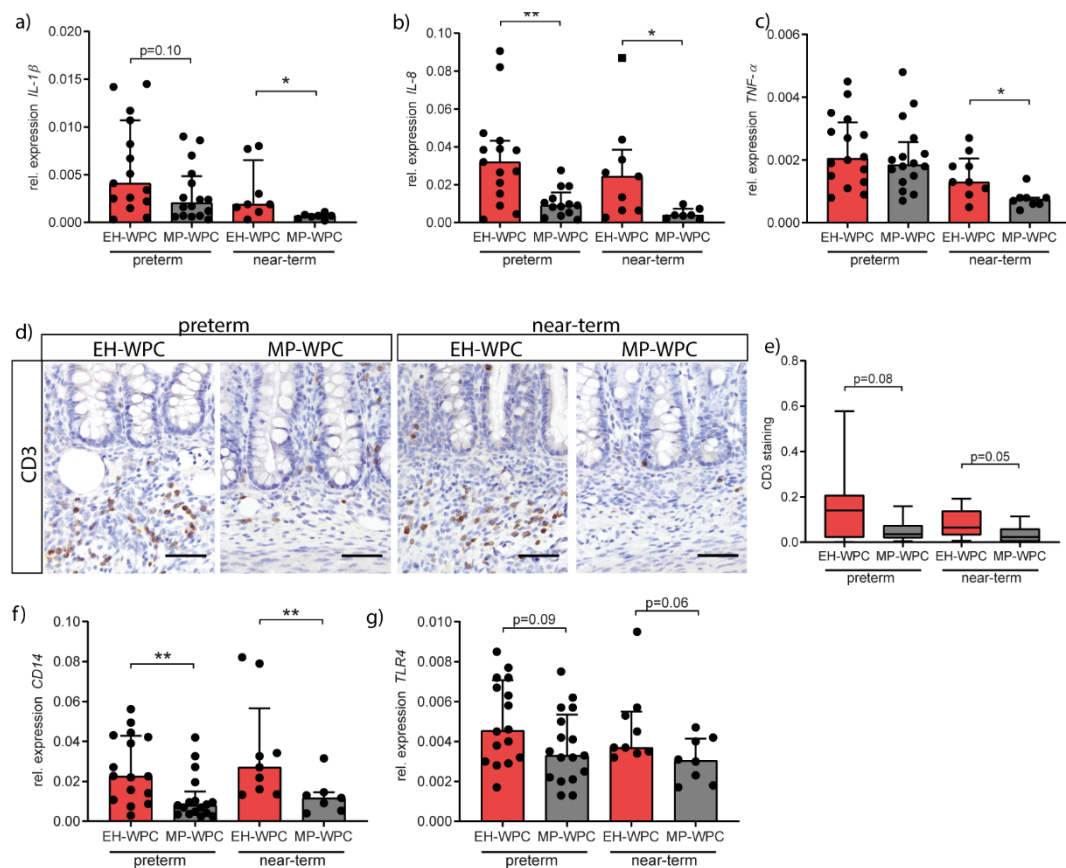 a)
rel. expression IL-1β
0.020
0.015
0.010
0.005
0.000
p=0.10
*
EH-WPC MP-WPC EH-WPC MP-WPC
preterm near-term
b)
rel. expression IL-8
0.10
0.08
0.06
0.04
0.02
0.00
**
*
EH-WPC MP-WPC EH-WPC MP-WPC
preterm near-term
c)
rel. expression TNF-α
0.006
0.004
0.002
0.000
*
EH-WPC MP-WPC EH-WPC MP-WPC
preterm near-term
d)
preterm near-term
EH-WPC MP-WPC EH-WPC MP-WPC
CD3
e)
CD3 staining
0.8
0.6
0.4
0.2
0.0
p=0.08
p=0.05
EH-WPC MP-WPC EH-WPC MP-WPC
preterm near-term
f)
rel. expression CD14
0.10
0.08
0.06
0.04
0.02
0.00
**
**
EH-WPC MP-WPC EH-WPC MP-WPC
preterm near-term
g)
rel. expression TLR4
0.010
0.008
0.006
0.004
0.002
0.000
p=0.09
p=0.06
EH-WPC MP-WPC EH-WPC MP-WPC
preterm near-term